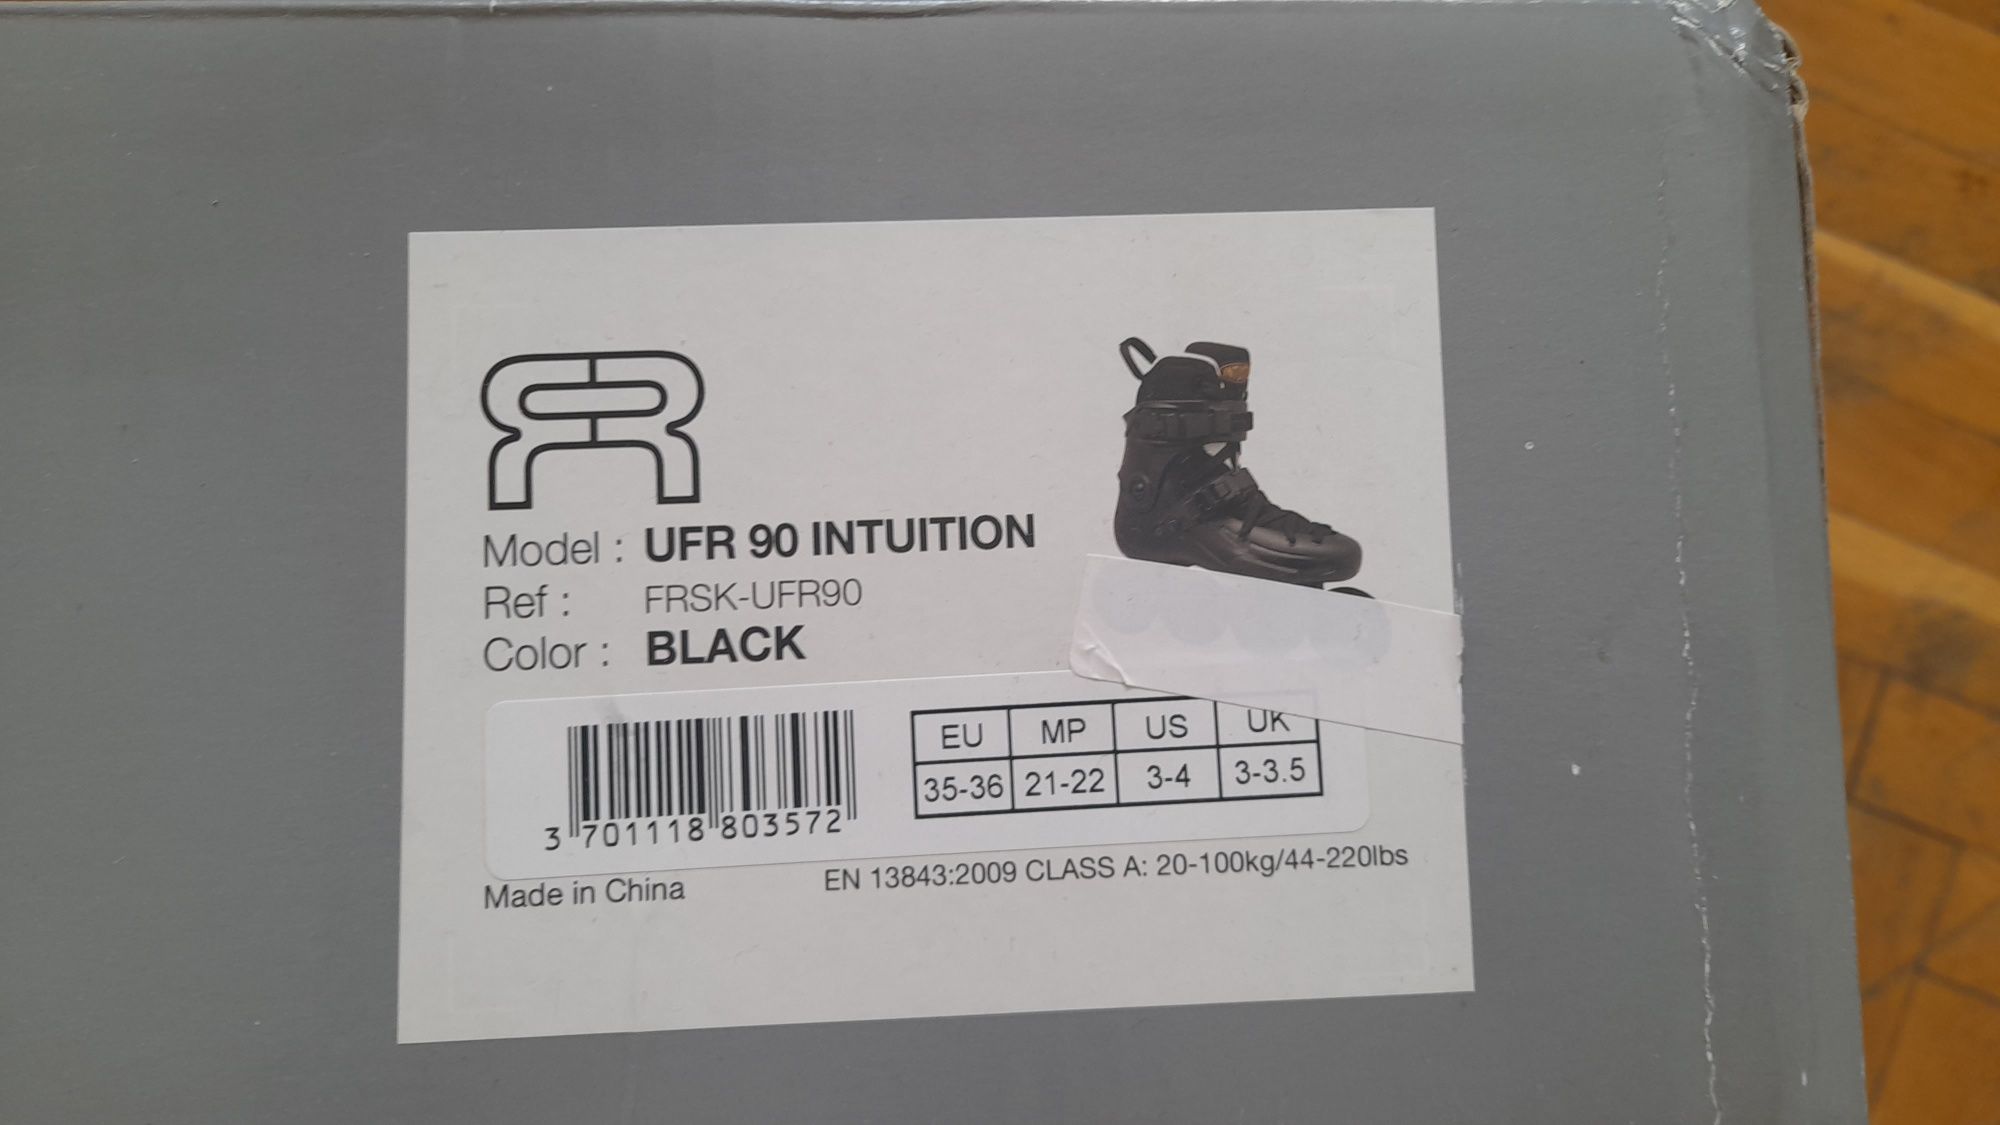 FR
Model : UFR 90 INTUITION
Ref : FRSK-UFR90
Color : BLACK
EU MP US UK
35-36 21-22 3-4 3-3.5
3 701118 803572
Made in China
EN 13843:2009 CLASS A: 20-100kg/44-220lbs